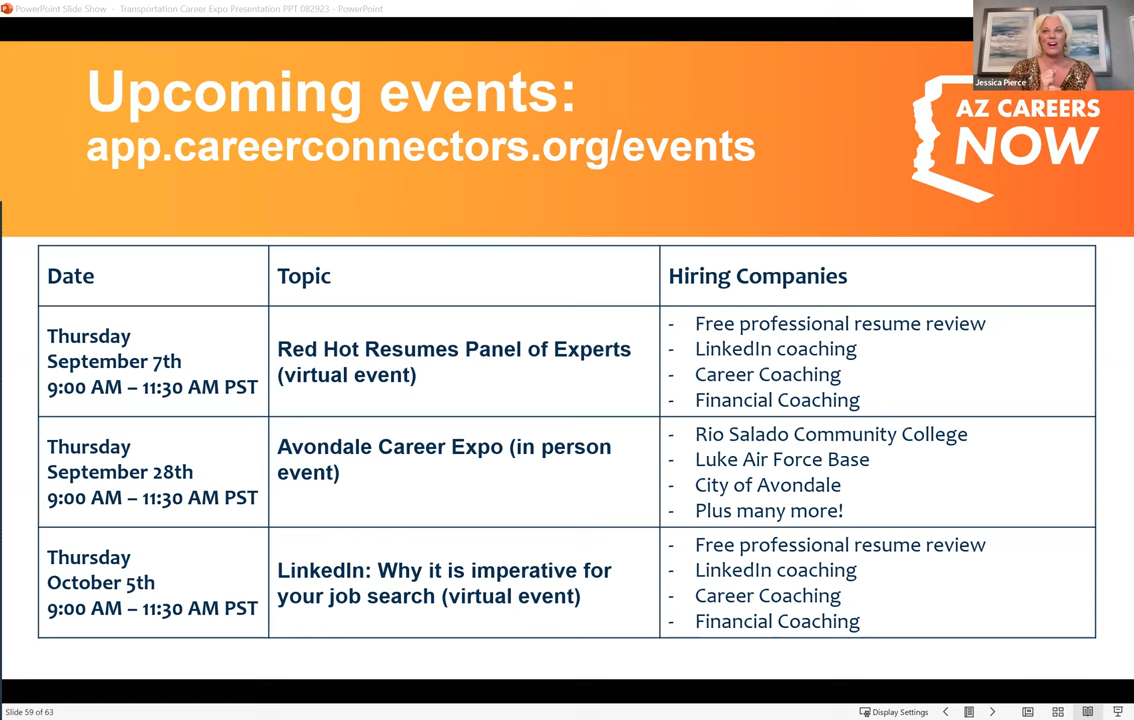 PowerPoint Slide Show - Transportation Career Expo Presentation PPT 082923 - PowerPoint
Jessica Pierce
Upcoming events:
app.careerconnectors.org/events
AZ CAREERS
NOW
Date
Topic
Hiring Companies
Thursday
September 7th
9:00 AM – 11:30 AM PST
Red Hot Resumes Panel of Experts
(virtual event)
- Free professional resume review
- LinkedIn coaching
- Career Coaching
- Financial Coaching
Thursday
September 28th
9:00 AM – 11:30 AM PST
Avondale Career Expo (in person
event)
- Rio Salado Community College
- Luke Air Force Base
- City of Avondale
- Plus many more!
Thursday
October 5th
9:00 AM – 11:30 AM PST
LinkedIn: Why it is imperative for
your job search (virtual event)
- Free professional resume review
- LinkedIn coaching
- Career Coaching
- Financial Coaching
Slide 59 of 63
Display Settings